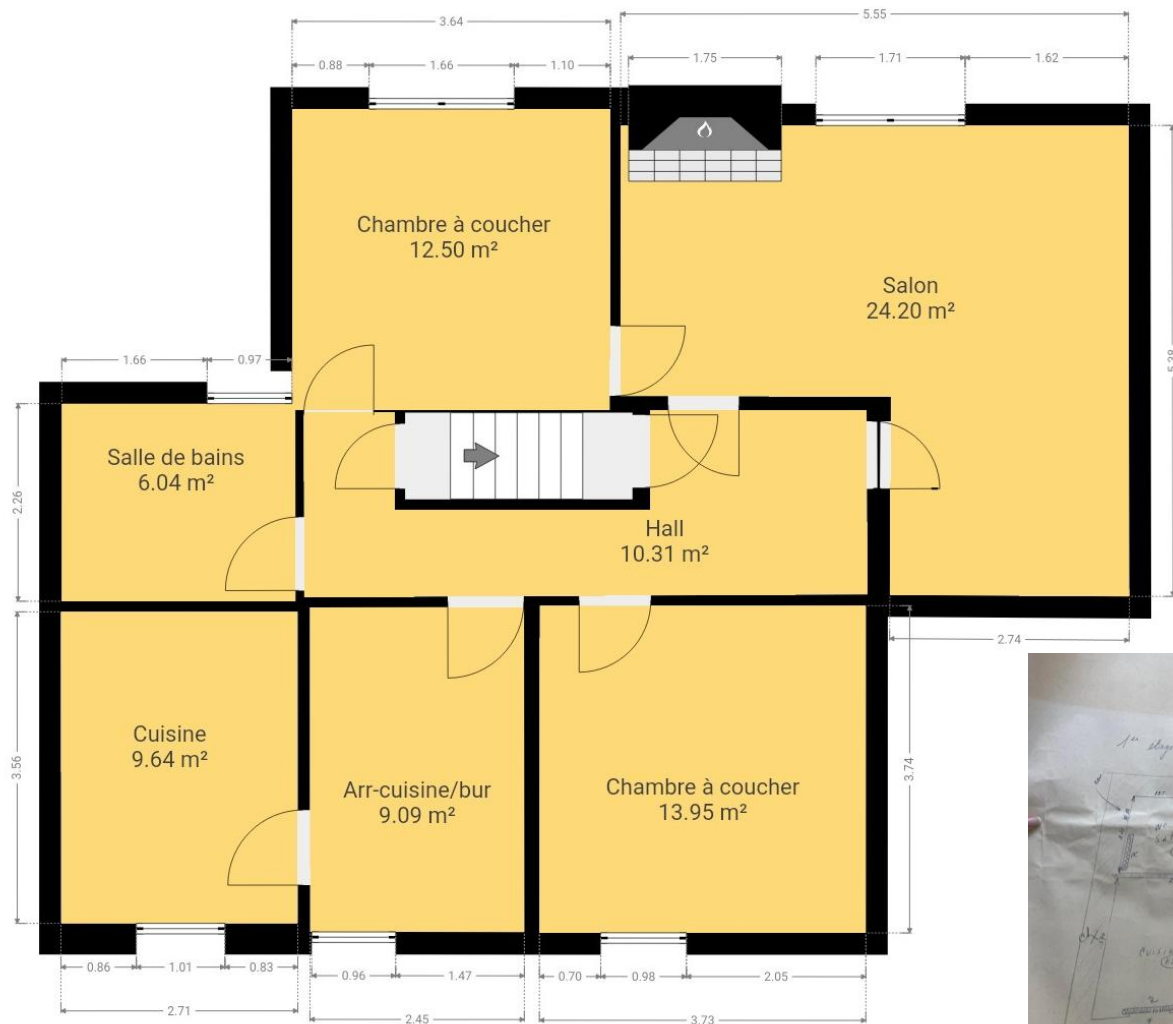 3.64
5.55
0.88
1.66
1.10
1.75
1.71
1.62
Chambre à coucher
12.50 m²
Salon
24.20 m²
5.38
1.66
0.97
Salle de bains
6.04 m²
2.26
Hall
10.31 m²
2.74
Cuisine
9.64 m²
3.56
Arr-cuisine/bur
9.09 m²
Chambre à coucher
13.95 m²
3.74
0.86
1.01
0.83
0.96
1.47
0.70
0.98
2.05
2.71
2.45
3.73
1er étage